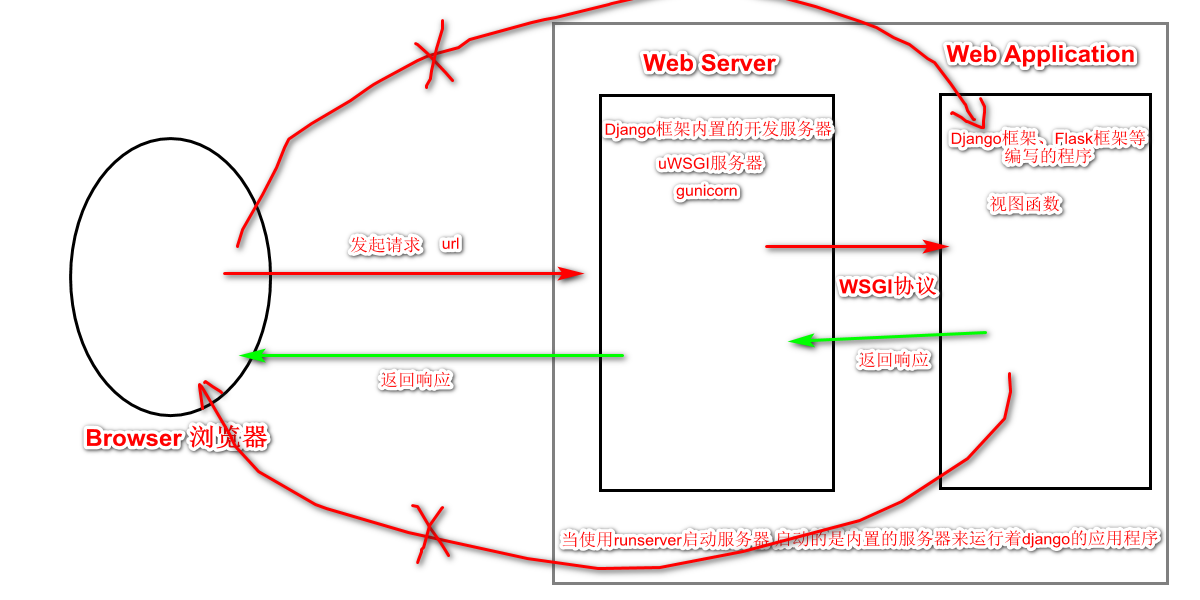 Web Server
Web Application
Django框架内置的开发服务器
uWSGI服务器
gunicorn
Django框架、Flask框架等
编写的程序
视图函数
发起请求 url
WSGI协议
返回响应
返回响应
Browser 浏览器
当使用runserver启动服务器 启动的是内置的服务器来运行着django的应用程序